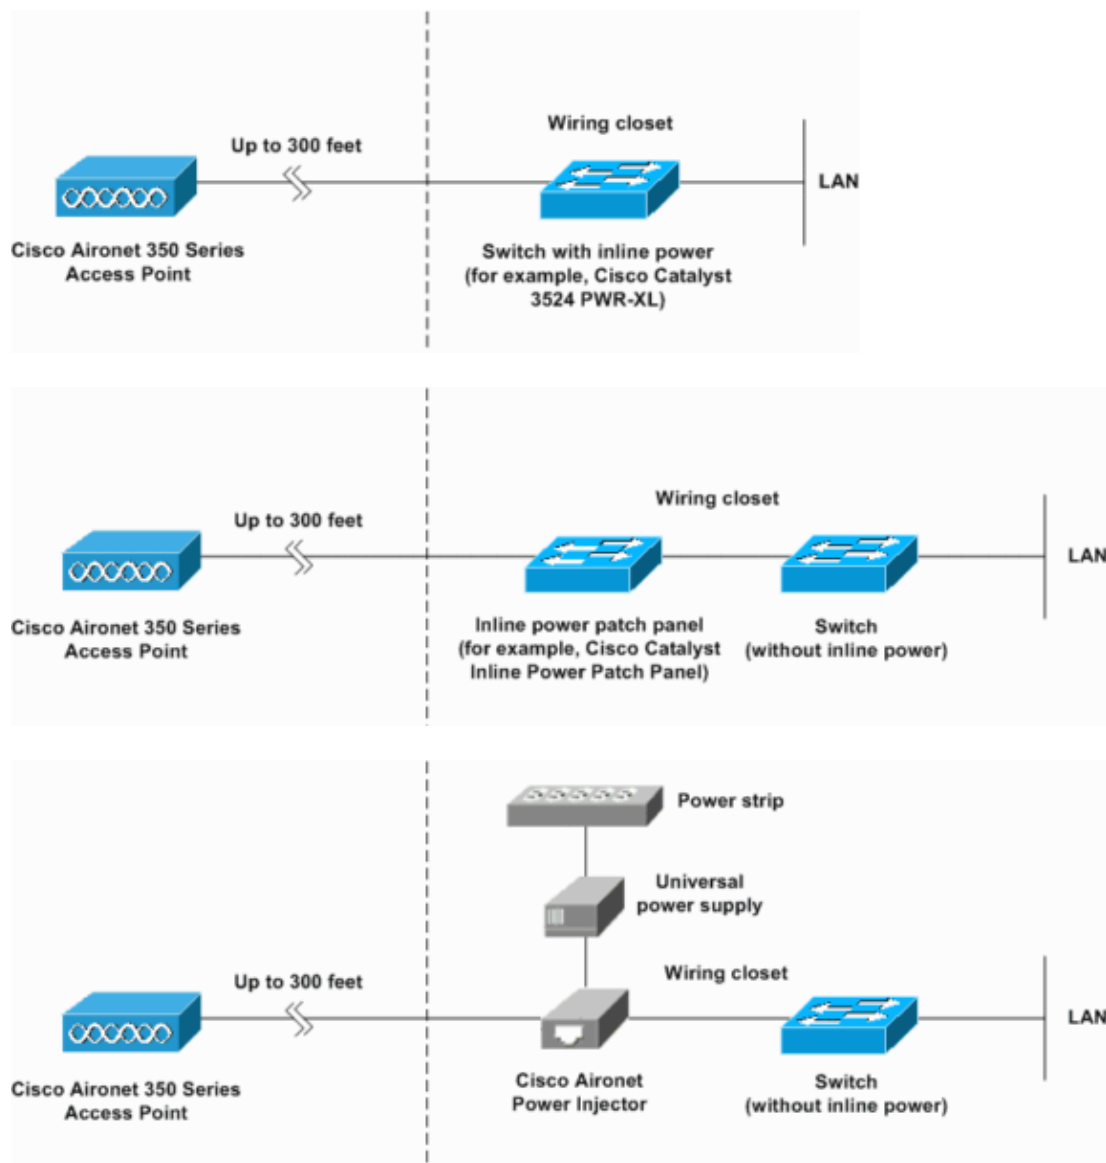 Wiring closet
Up to 300 feet
LAN
Cisco Aironet 350 Series
Access Point
Switch with inline power
(for example, Cisco Catalyst
3524 PWR-XL)
Wiring closet
Up to 300 feet
LAN
Cisco Aironet 350 Series
Access Point
Inline power patch panel
(for example, Cisco Catalyst
Inline Power Patch Panel)
Switch
(without inline power)
Power strip
Universal
power supply
Wiring closet
Up to 300 feet
LAN
Cisco Aironet 350 Series
Access Point
Cisco Aironet
Power Injector
Switch
(without inline power)